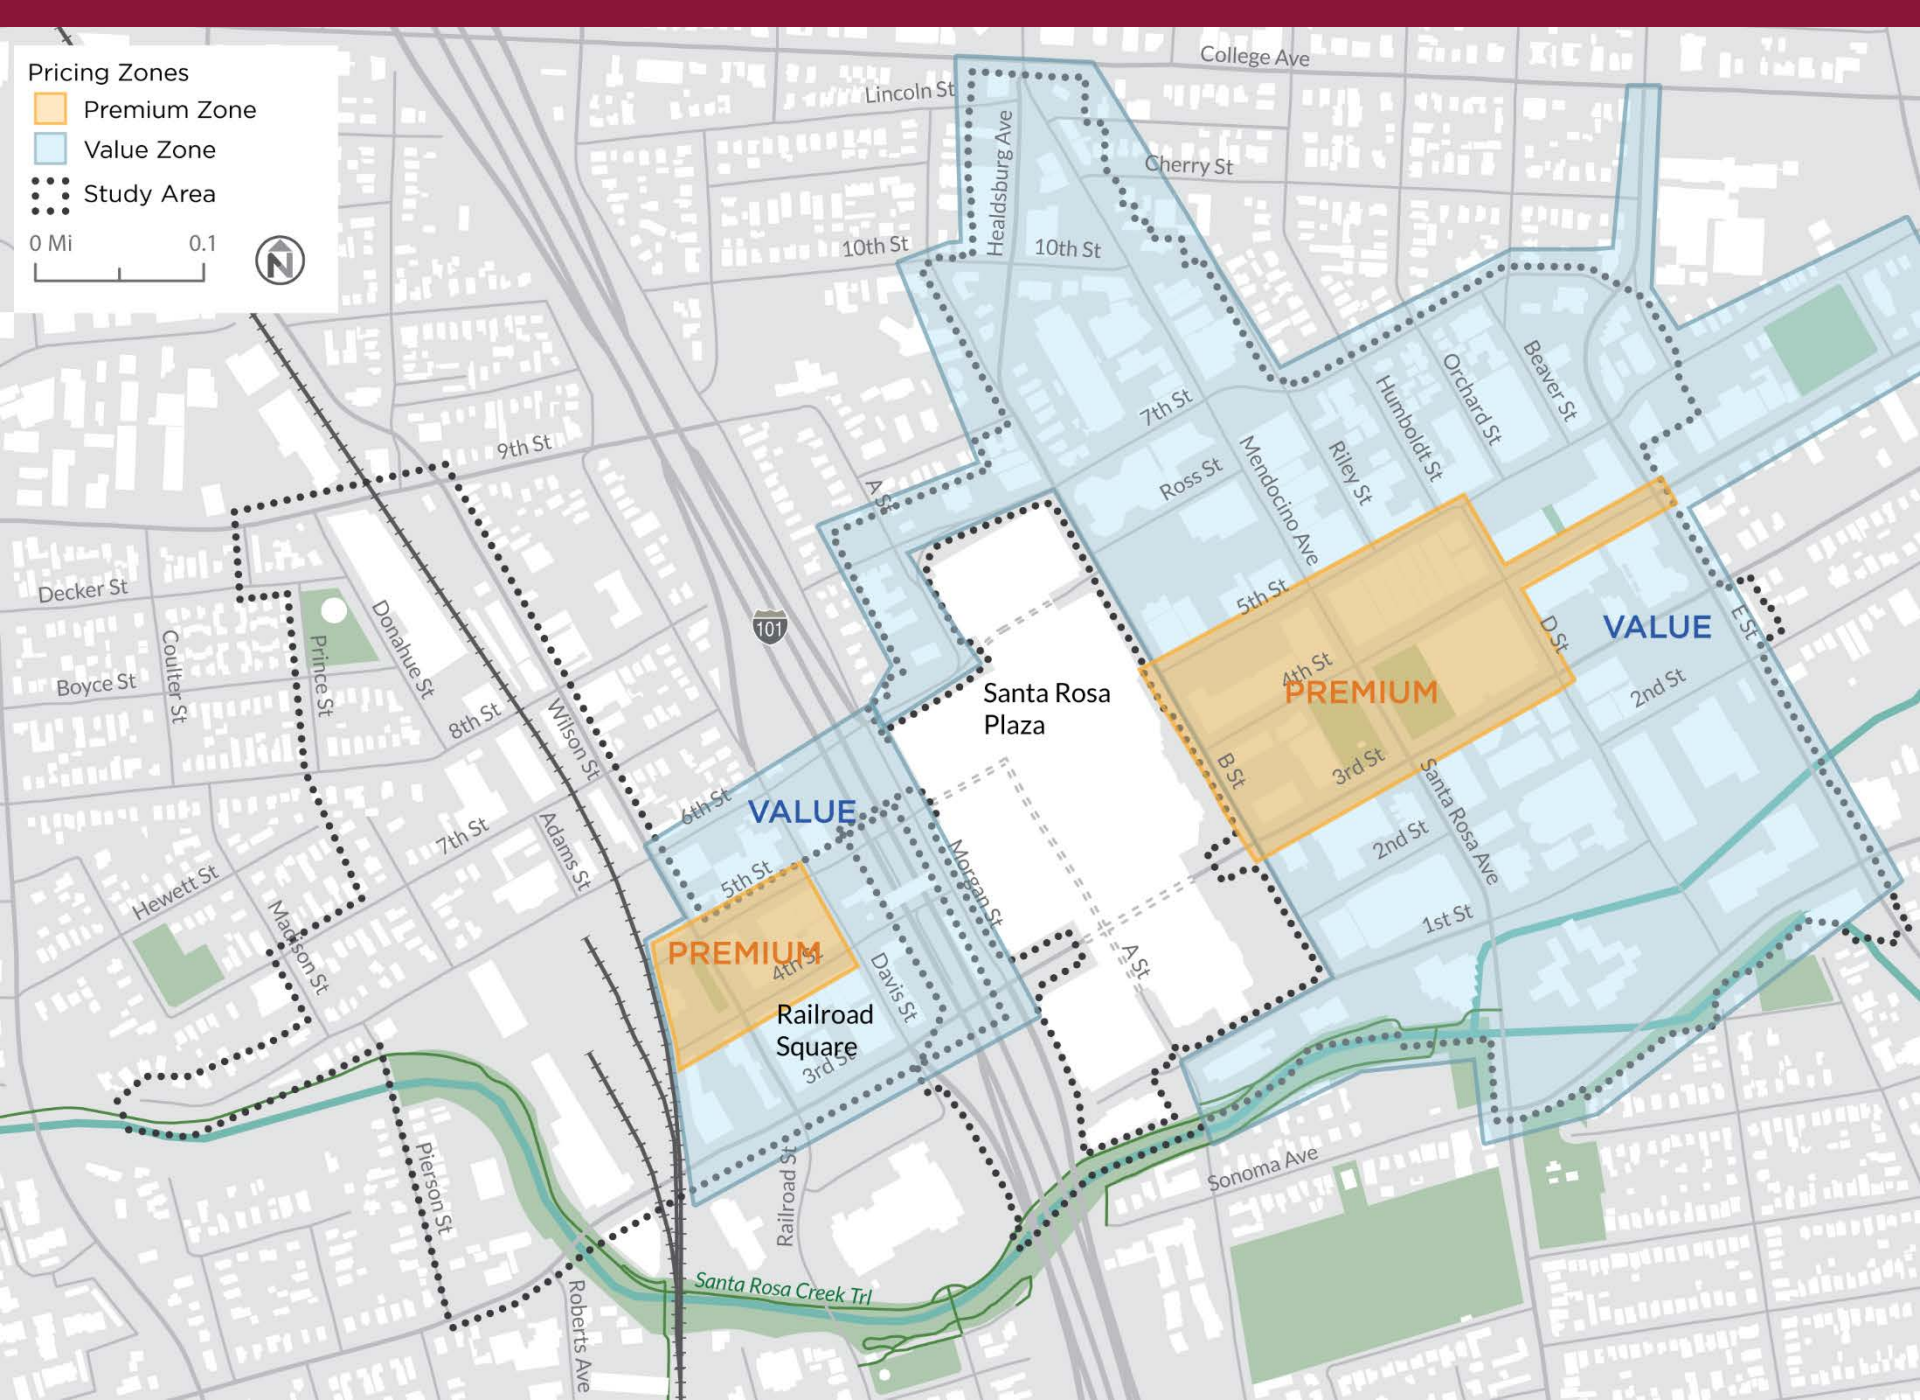 Pricing Zones
Premium Zone
Value Zone
Study Area
0 Mi 0.1
N
College Ave
Lincoln St
Healdsburg Ave
Cherry St
10th St
10th St
7th St
Ross St
Mendocino Ave
Riley St
Humboldt St
Orchard St
Beaver St
9th St
A St
Decker St
Coulter St
Prince St
Donahue St
Boyce St
8th St
Wilson St
101
5th St
4th St
PREMIUM
3rd St
B St
D St
VALUE
E St
2nd St
Santa Rosa
Plaza
6th St
VALUE
7th St
Adams St
Hewett St
Madison St
5th St
PREMIUM
4th St
Railroad
Square
3rd St
Davis St
Morgan St
A St
2nd St
Santa Rosa Ave
1st St
Sonoma Ave
Pierson St
Railroad St
Roberts Ave
Santa Rosa Creek Trl